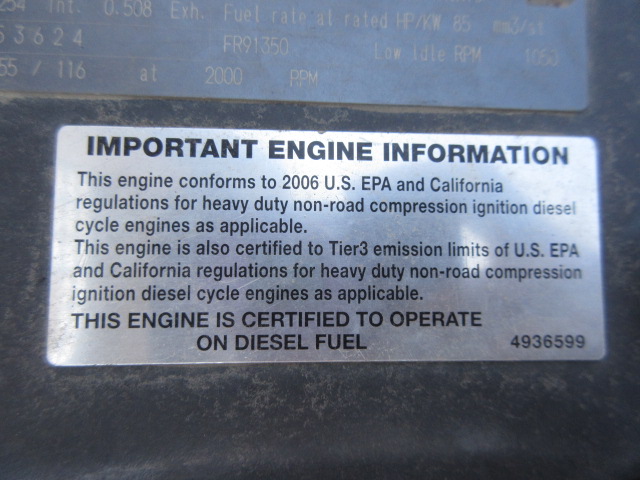 254 Int. 0.508 Exh. Fuel rate at rated HP/KW 85 mm3/st
53624 FR91350 Low Idle RPM 1050
55 / 116 at 2000 RPM
IMPORTANT ENGINE INFORMATION
This engine conforms to 2006 U.S. EPA and California
regulations for heavy duty non-road compression ignition diesel
cycle engines as applicable.
This engine is also certified to Tier3 emission limits of U.S. EPA
and California regulations for heavy duty non-road compression
ignition diesel cycle engines as applicable.
THIS ENGINE IS CERTIFIED TO OPERATE
ON DIESEL FUEL 4936599